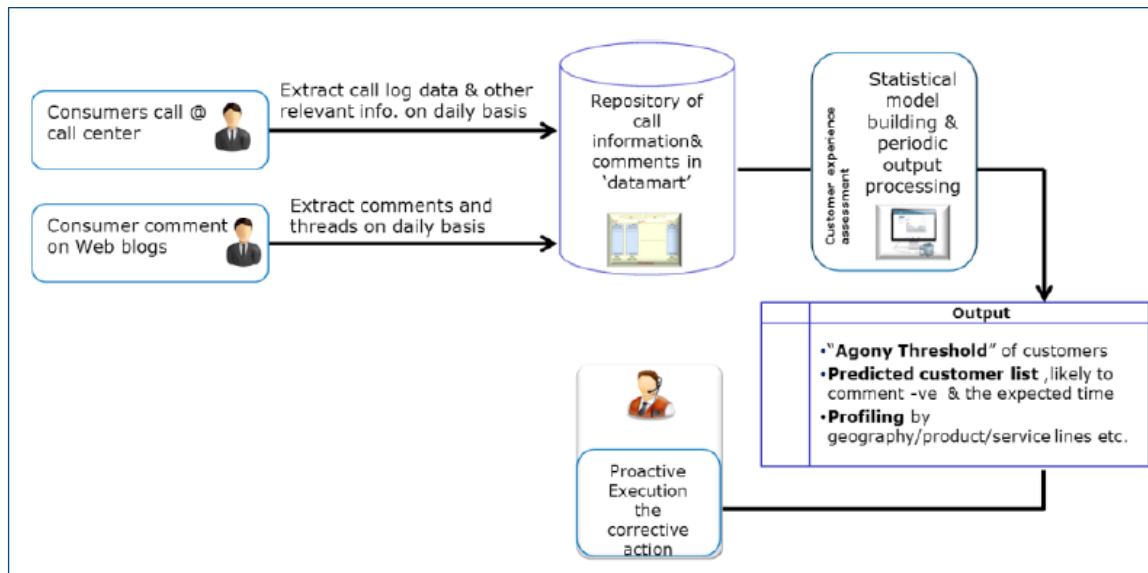 Consumers call @
call center
Extract call log data & other
relevant info. on daily basis
Consumer comment
on Web blogs
Extract comments and
threads on daily basis
Repository of
call
information&
comments in
‘datamart’
Customer experience
assessment
Statistical
model
building &
periodic
output
processing
Output
•“Agony Threshold” of customers
•Predicted customer list ,likely to
comment -ve & the expected time
•Profiling by
geography/product/service lines etc.
Proactive
Execution
the
corrective
action